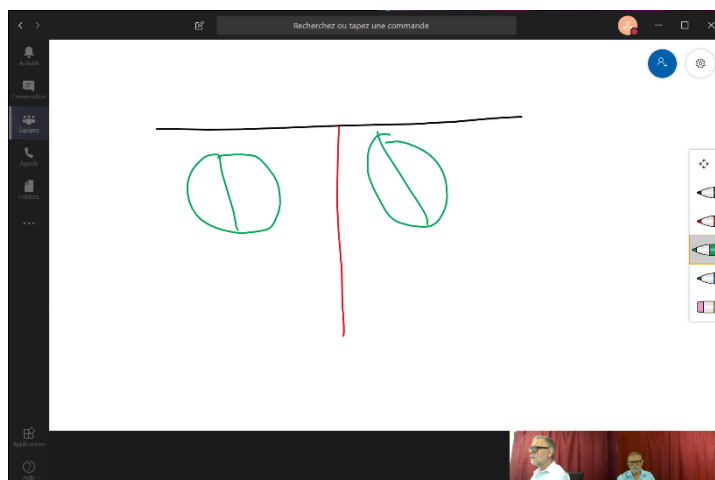 Recherchez ou tapez une commande
Activité
Conversation
Équipes
Appels
Fichiers
Applications
Aide